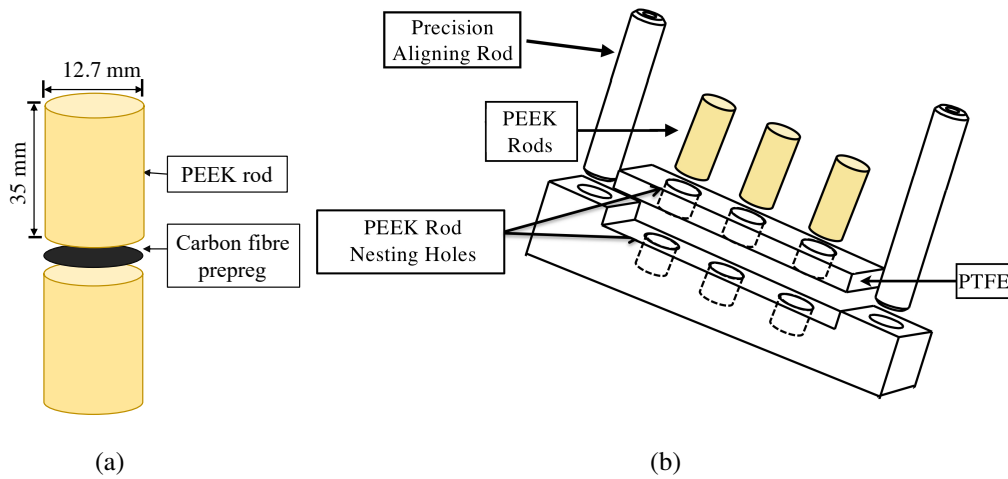 12.7 mm
35 mm
PEEK rod
Carbon fibre
prepreg
(a)
Precision
Aligning Rod
PEEK
Rods
PEEK Rod
Nesting Holes
PTFE
(b)